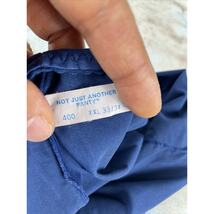 NOT JUST ANOTHER
PANTY*
400 XXL 33/34